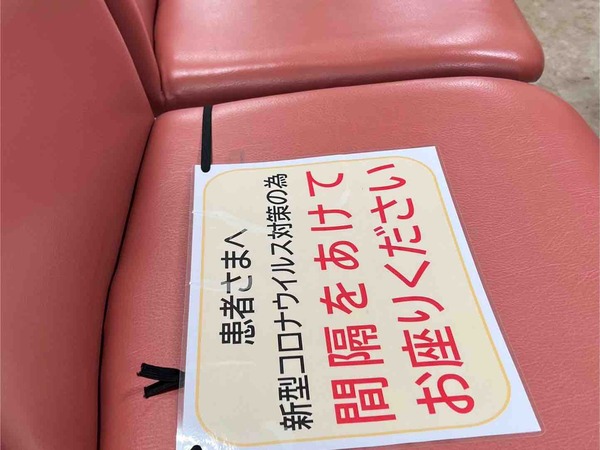 患者さまへ
新型コロナウイルス対策の為
間隔をあけて
お座りください